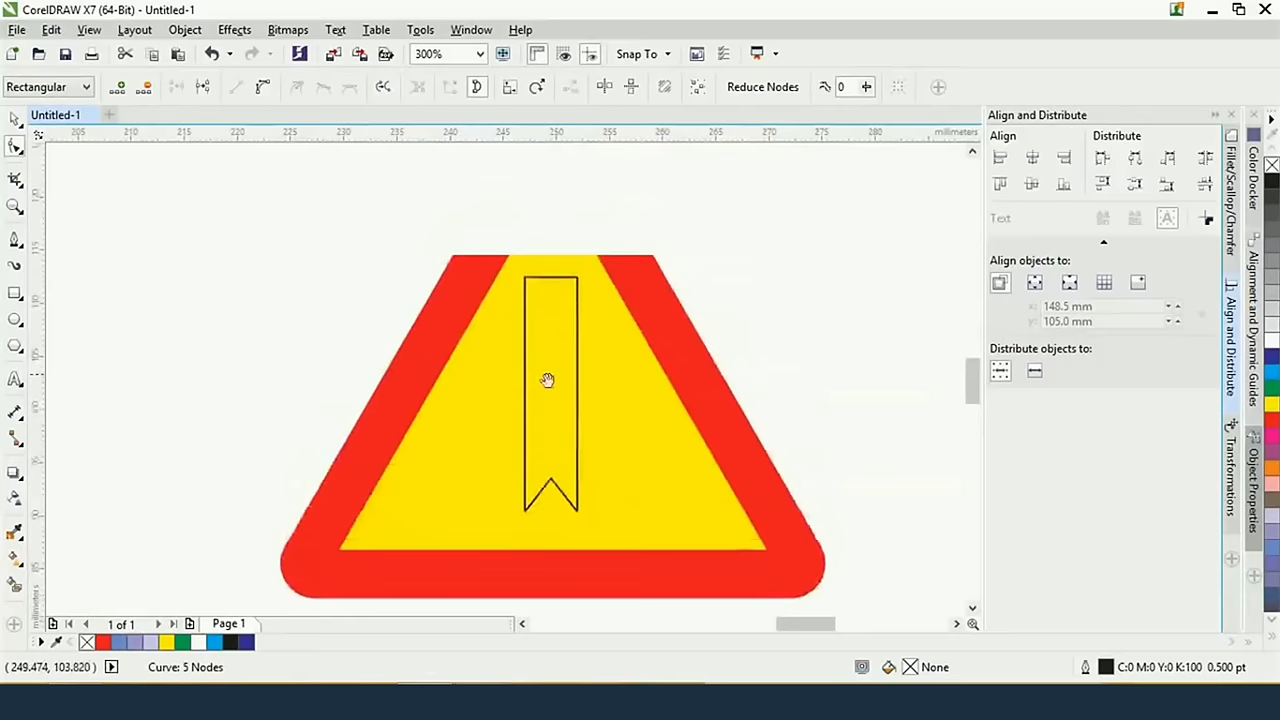 CorelDRAW X7 (64-Bit) - Untitled-1
File Edit View Layout Object Effects Bitmaps Text Table Tools Window Help
300% Snap To
Rectangular Reduce Nodes 0
Untitled-1
205 210 215 220 225 230 235 240 245 250 255 260 265 270 275 280 millimeters
Align and Distribute
Align Distribute
Text
Align objects to:
x: 148.5 mm
y: 105.0 mm
Distribute objects to:
Fillet/Scallop/Chamfer
Align and Distribute
Transformations
Color Docker
Alignment and Dynamic Guides
Object Properties
millimeters
1 of 1 Page 1
( 249.474, 103.820 ) Curve: 5 Nodes None C:0 M:0 Y:0 K:100 0.500 pt